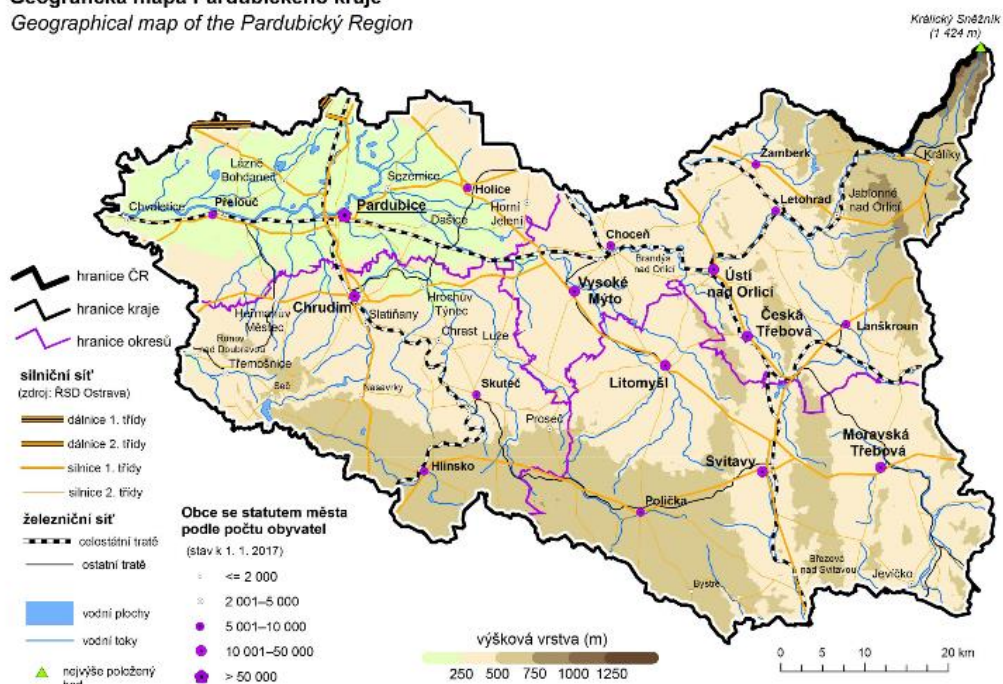 Geografická mapa Pardubického kraje
Geographical map of the Pardubický Region
Králický Sněžník
(1 424 m)
Žamberk
Králíky
Lázně
Bohdaneč
Sezemice
Holice
Jablonné
nad Orlicí
Letohrad
Chvaletice
Přelouč
Pardubice
Dašice
Horní
Jelení
Choceň
Brandýs
nad Orlicí
Ústí
nad Orlicí
Vysoké
Mýto
Chrudim
Heřmanův
Městec
Slatiňany
Hrochův
Týnec
Česká
Třebová
Lanškroun
Ronov
nad Doubravou
Třemošnice
Chrast
Luže
Seč
Nasavrky
Skuteč
Litomyšl
Proseč
Moravská
Třebová
Hlinsko
Svitavy
Polička
Březová
nad Svitavou
Jevíčko
Bystré
hranice ČR
hranice kraje
hranice okresů
silniční síť
(zdroj: ŘSD Ostrava)
dálnice 1. třídy
dálnice 2. třídy
silnice 1. třídy
silnice 2. třídy
železniční síť
celostátní tratě
ostatní tratě
vodní plochy
vodní toky
nejvýše položený
Obce se statutem města
podle počtu obyvatel
(stav k 1. 1. 2017)
<= 2 000
2 001–5 000
5 001–10 000
10 001–50 000
> 50 000
výšková vrstva (m)
250 500 750 1000 1250
0 5 10 20 km